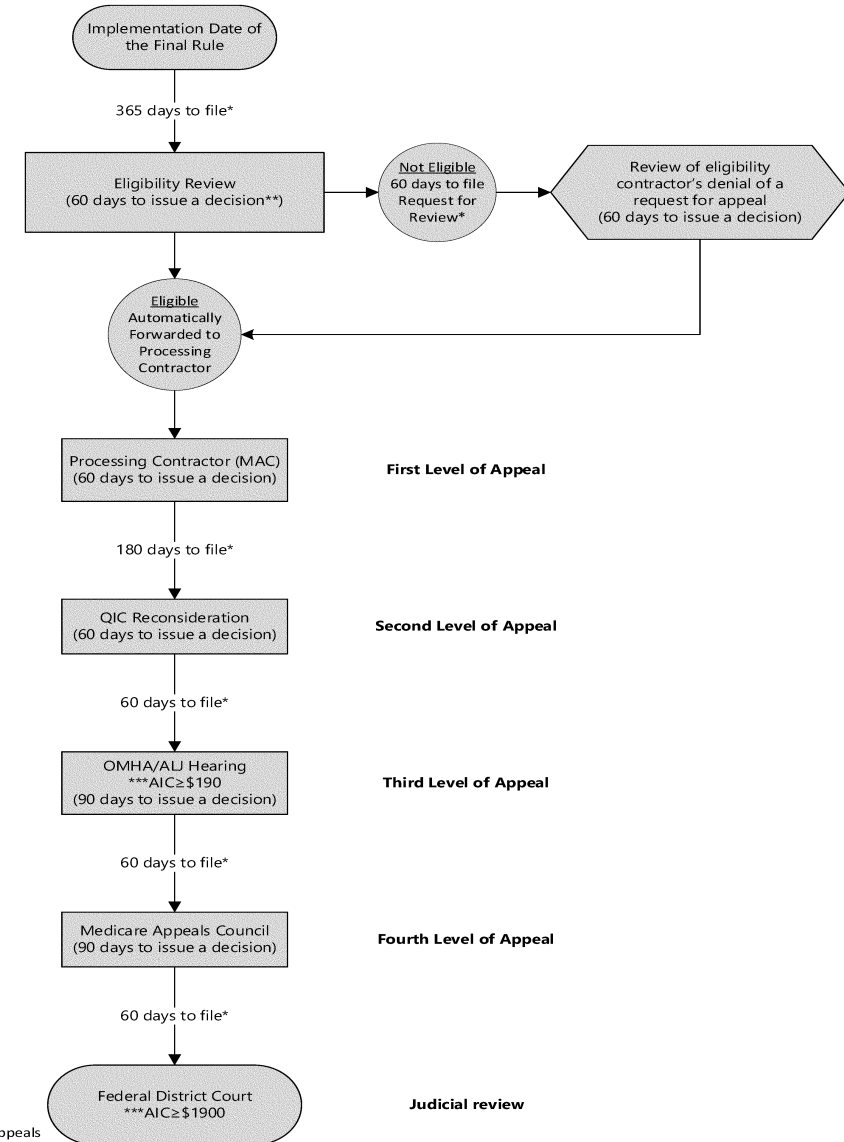 Implementation Date of
the Final Rule
365 days to file*
Eligibility Review
(60 days to issue a decision**)
Not Eligible
60 days to file
Request for
Review*
Review of eligibility
contractor's denial of a
request for appeal
(60 days to issue a decision)
Eligible
Automatically
Forwarded to
Processing
Contractor
Processing Contractor (MAC)
(60 days to issue a decision)
First Level of Appeal
180 days to file*
QIC Reconsideration
(60 days to issue a decision)
Second Level of Appeal
60 days to file*
OMHA/ALJ Hearing
***AIC≥$190
(90 days to issue a decision)
Third Level of Appeal
60 days to file*
Medicare Appeals Council
(90 days to issue a decision)
Fourth Level of Appeal
60 days to file*
Federal District Court
***AIC≥$1900
Judicial review
ppeals